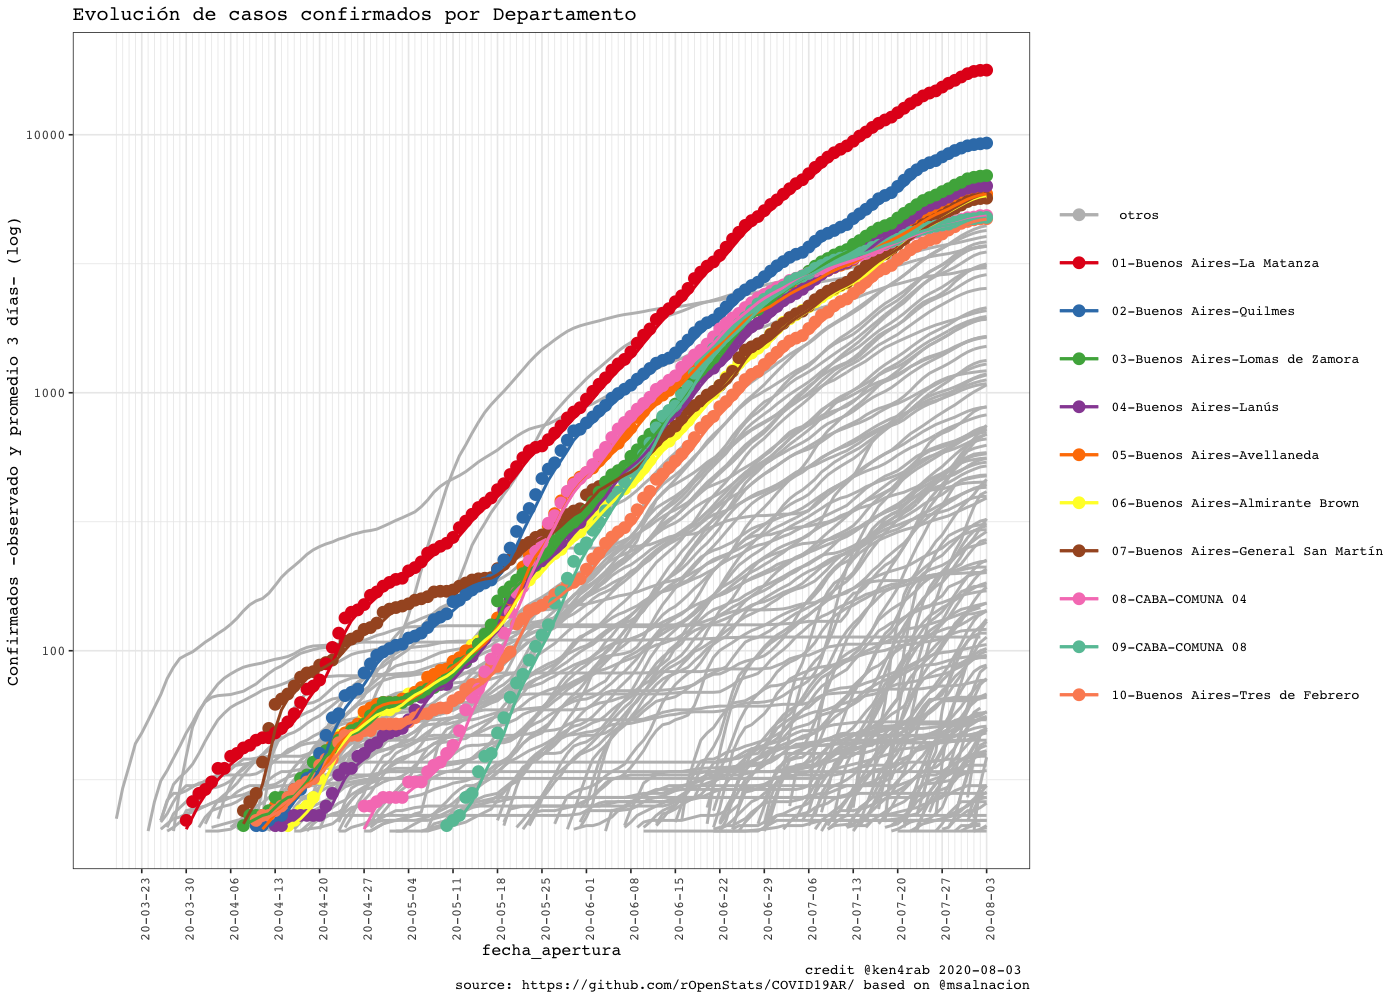 Evolución de casos confirmados por Departamento
Confirmados -observado y promedio 3 días- (log)
10000
1000
100
20-03-23
20-03-30
20-04-06
20-04-13
20-04-20
20-04-27
20-05-04
20-05-11
20-05-18
20-05-25
20-06-01
20-06-08
20-06-15
20-06-22
20-06-29
20-07-06
20-07-13
20-07-20
20-07-27
20-08-03
fecha_apertura
otros
01-Buenos Aires-La Matanza
02-Buenos Aires-Quilmes
03-Buenos Aires-Lomas de Zamora
04-Buenos Aires-Lanús
05-Buenos Aires-Avellaneda
06-Buenos Aires-Almirante Brown
07-Buenos Aires-General San Martín
08-CABA-COMUNA 04
09-CABA-COMUNA 08
10-Buenos Aires-Tres de Febrero
credit @ken4rab 2020-08-03
source: https://github.com/rOpenStats/COVID19AR/ based on @msalnacion